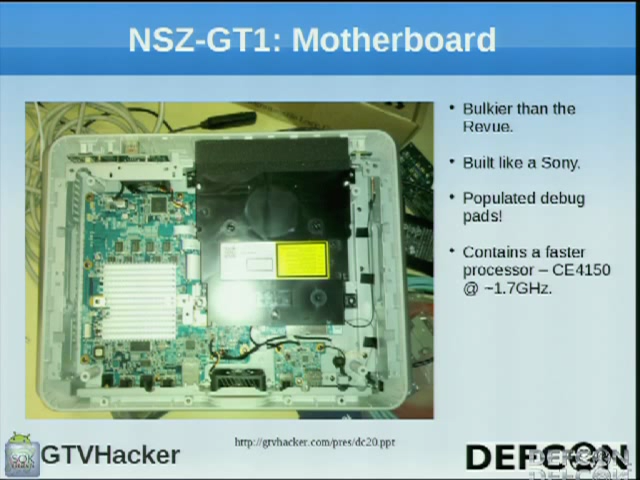 NSZ-GT1: Motherboard
• Bulkier than the
Revue.
• Built like a Sony.
• Populated debug
pads!
• Contains a faster
processor – CE4150
@ ~1.7GHz.
GTVHacker
http://gtvhacker.com/pres/dc20.ppt
DEFCON
DEFCON